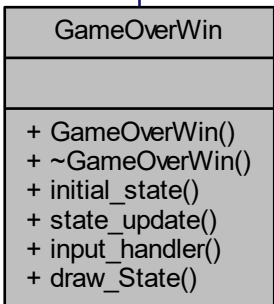 GameOverWin
+ GameOverWin()
+ ~GameOverWin()
+ initial_state()
+ state_update()
+ input_handler()
+ draw_State()